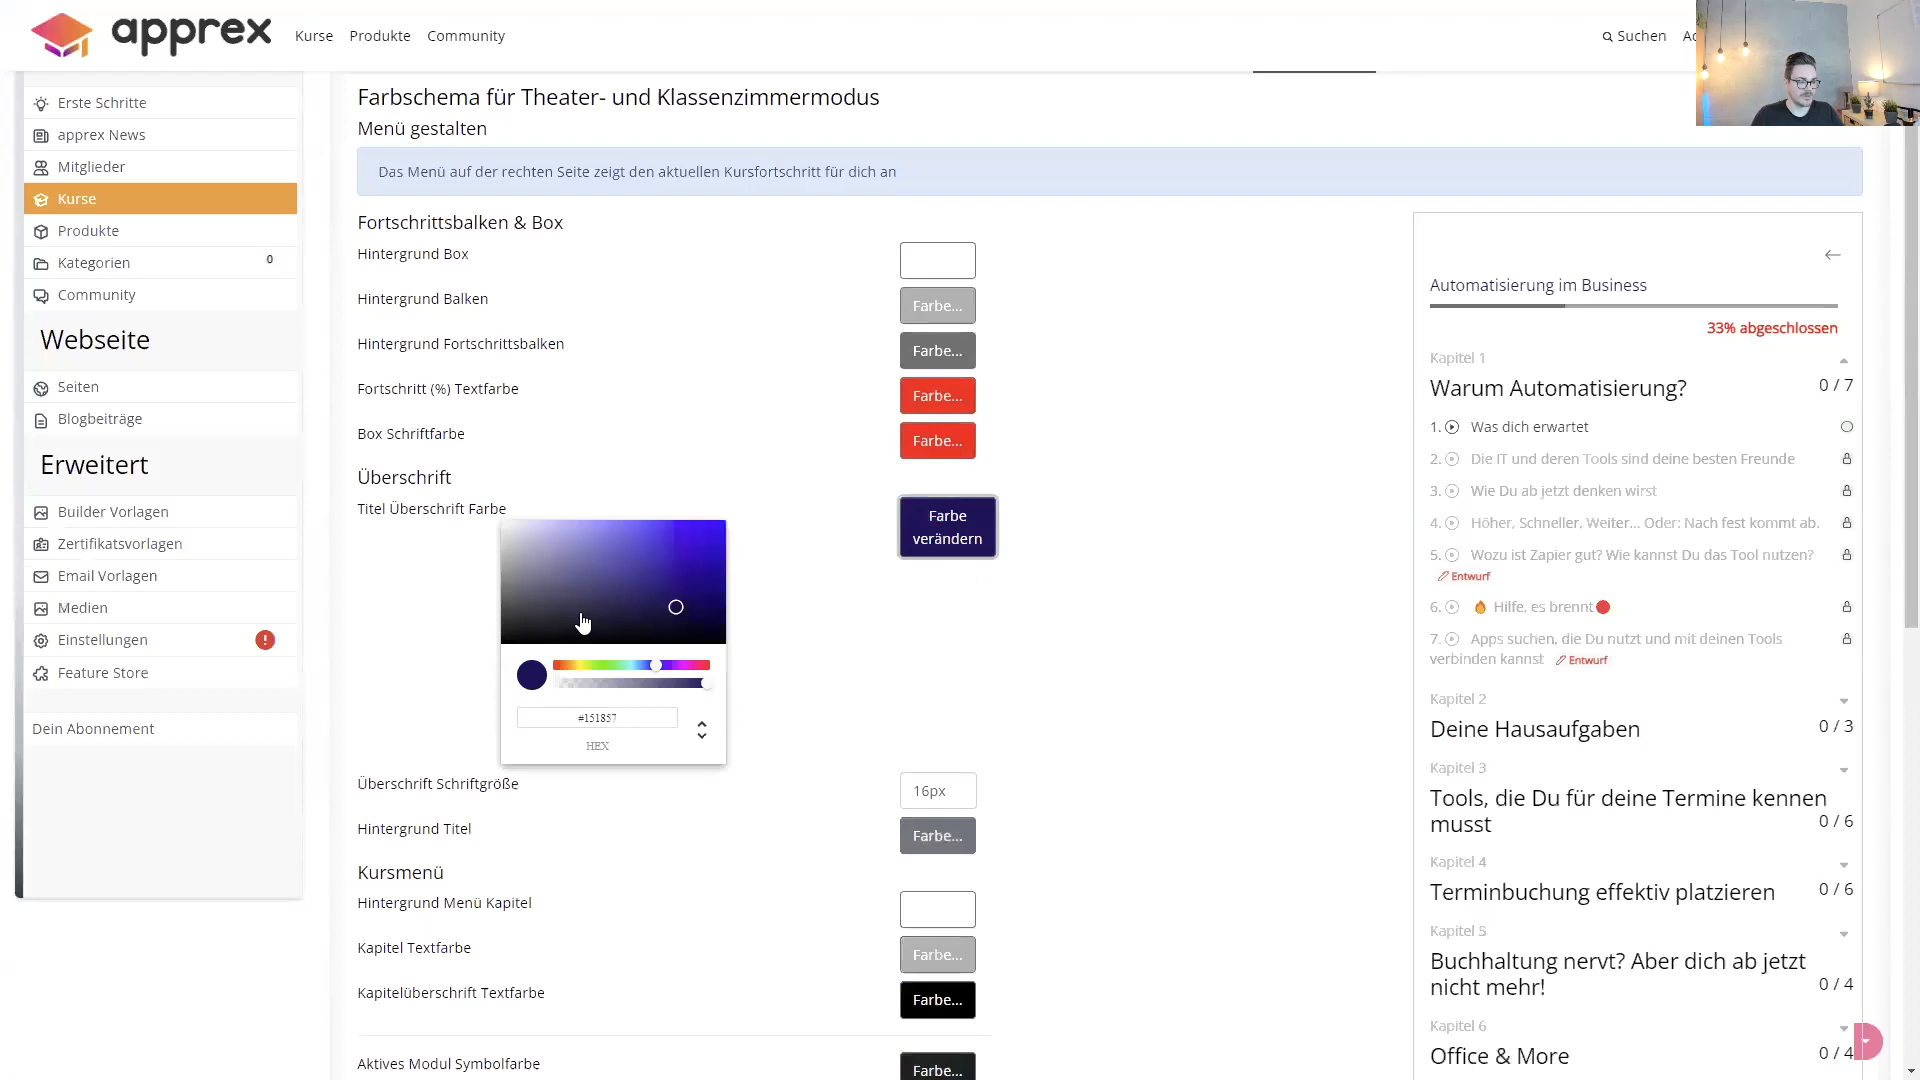 apprex
Kurse Produkte Community
Suchen
Erste Schritte
apprex News
Mitglieder
Kurse
Produkte
Kategorien 0
Community
Webseite
Seiten
Blogbeiträge
Erweitert
Builder Vorlagen
Zertifikatsvorlagen
Email Vorlagen
Medien
Einstellungen !
Feature Store
Dein Abonnement
Farbschema für Theater- und Klassenzimmermodus
Menü gestalten
Das Menü auf der rechten Seite zeigt den aktuellen Kursfortschritt für dich an
Fortschrittsbalken & Box
Hintergrund Box
Hintergrund Balken Farbe...
Hintergrund Fortschrittsbalken Farbe...
Fortschritt (%) Textfarbe Farbe...
Box Schriftfarbe Farbe...
Überschrift
Titel Überschrift Farbe
Farbe
verändern
#151857
HEX
Überschrift Schriftgröße 16px
Hintergrund Titel Farbe...
Kursmenü
Hintergrund Menü Kapitel
Kapitel Textfarbe Farbe...
Kapitelüberschrift Textfarbe Farbe...
Aktives Modul Symbolfarbe Farbe...
Automatisierung im Business
33% abgeschlossen
Kapitel 1
Warum Automatisierung? 0 / 7
1. Was dich erwartet
2. Die IT und deren Tools sind deine besten Freunde
3. Wie Du ab jetzt denken wirst
4. Höher, Schneller, Weiter... Oder: Nach fest kommt ab.
5. Wozu ist Zapier gut? Wie kannst Du das Tool nutzen?
Entwurf
6. Hilfe, es brennt
7. Apps suchen, die Du nutzt und mit deinen Tools
verbinden kannst Entwurf
Kapitel 2
Deine Hausaufgaben 0 / 3
Kapitel 3
Tools, die Du für deine Termine kennen
musst 0 / 6
Kapitel 4
Terminbuchung effektiv platzieren 0 / 6
Kapitel 5
Buchhaltung nervt? Aber dich ab jetzt
nicht mehr! 0 / 4
Kapitel 6
Office & More 0 / 4